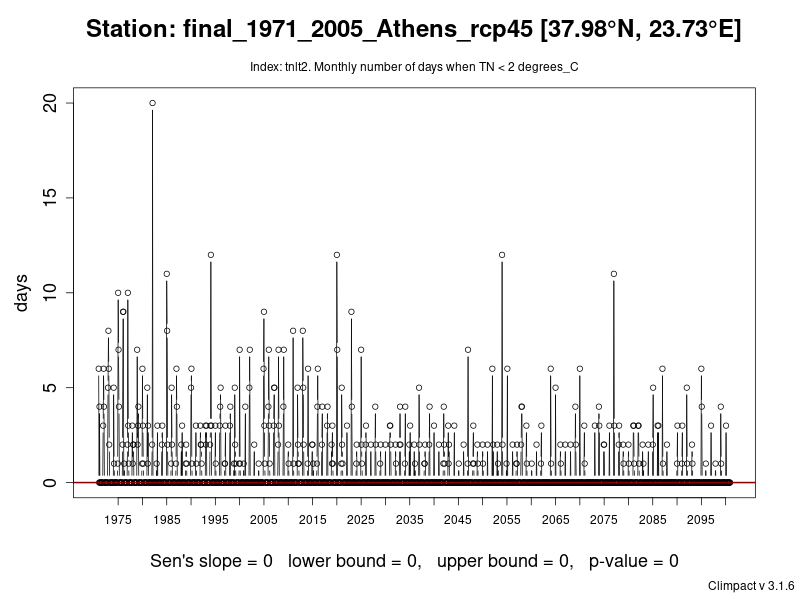 Station: final_1971_2005_Athens_rcp45 [37.98°N, 23.73°E]
Index: tnlt2. Monthly number of days when TN < 2 degrees_C
days
20
15
10
5
0
1975 1985 1995 2005 2015 2025 2035 2045 2055 2065 2075 2085 2095
Sen's slope = 0 lower bound = 0, upper bound = 0, p-value = 0
Climpact v 3.1.6